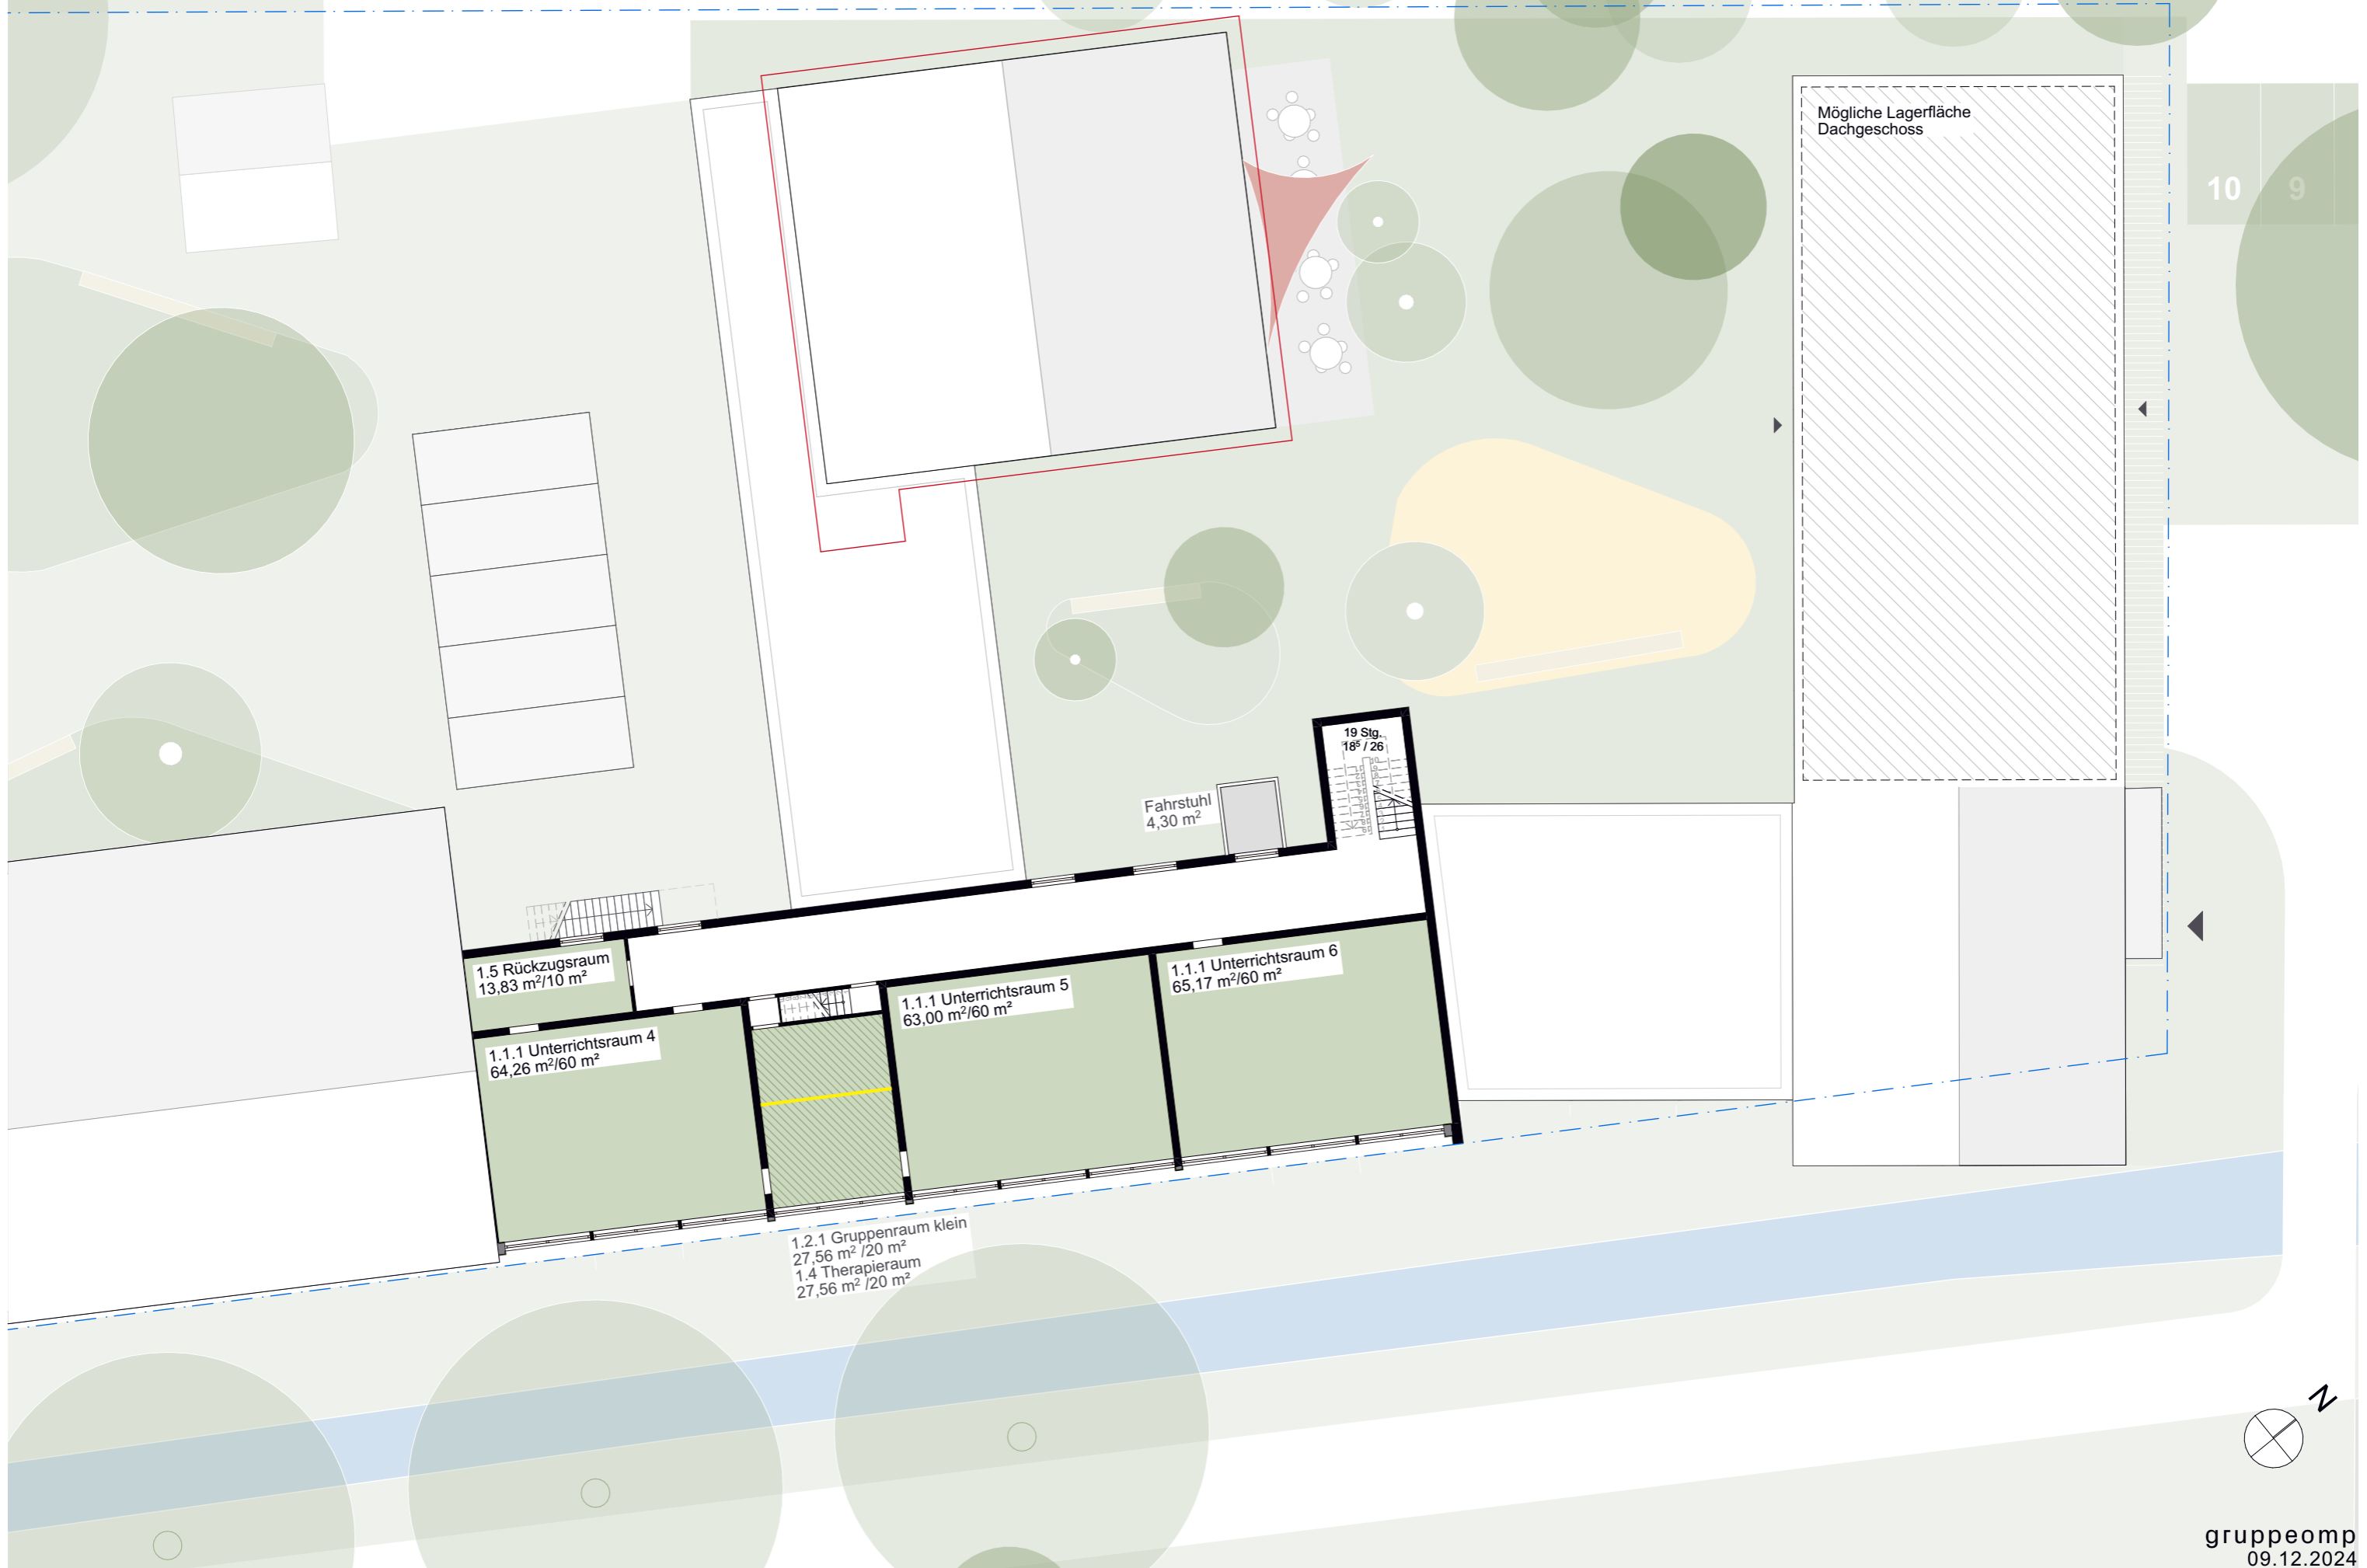 Mögliche Lagerfläche
Dachgeschoss
10
9
19 Stg.
18⁵ / 26
Fahrstuhl
4,30 m²
1.5 Rückzugsraum
13,83 m²/10 m²
1.1.1 Unterrichtsraum 4
64,26 m²/60 m²
1.1.1 Unterrichtsraum 5
63,00 m²/60 m²
1.1.1 Unterrichtsraum 6
65,17 m²/60 m²
1.2.1 Gruppenraum klein
27,56 m² /20 m²
1.4 Therapieraum
27,56 m² /20 m²
N
gruppeomp
09.12.2024